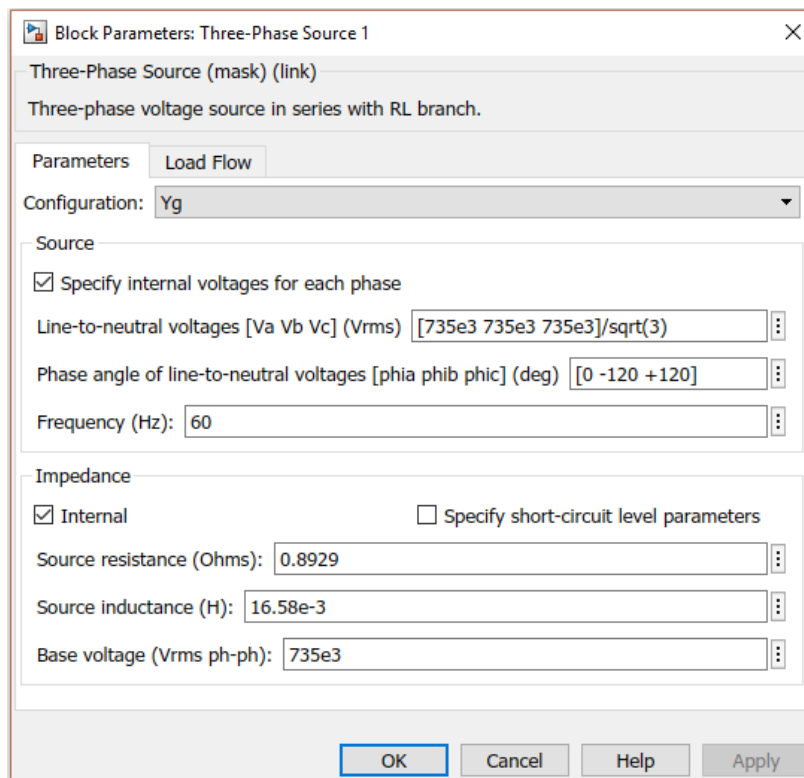 Block Parameters: Three-Phase Source 1
Three-Phase Source (mask) (link)
Three-phase voltage source in series with RL branch.
Parameters Load Flow
Configuration: Yg
Source
Specify internal voltages for each phase
Line-to-neutral voltages [Va Vb Vc] (Vrms) [735e3 735e3 735e3]/sqrt(3)
Phase angle of line-to-neutral voltages [phia phib phic] (deg) [0 -120 +120]
Frequency (Hz): 60
Impedance
Internal Specify short-circuit level parameters
Source resistance (Ohms): 0.8929
Source inductance (H): 16.58e-3
Base voltage (Vrms ph-ph): 735e3
OK Cancel Help Apply